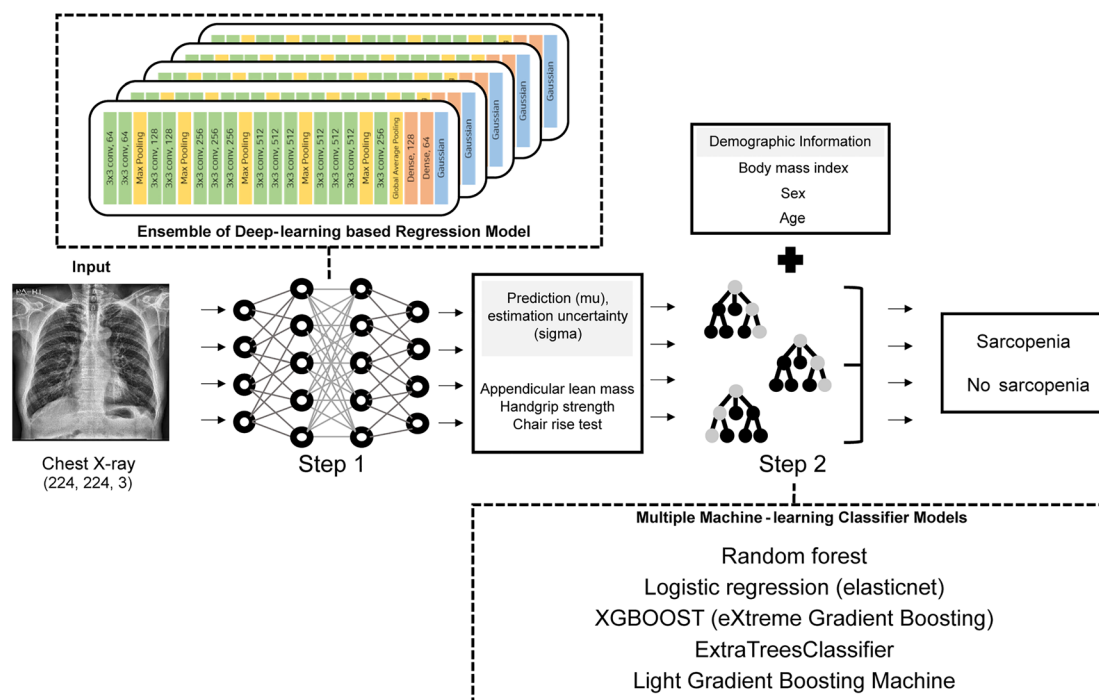 3x3 conv, 64
3x3 conv, 64
Max Pooling
3x3 conv, 128
3x3 conv, 128
Max Pooling
3x3 conv, 256
3x3 conv, 256
3x3 conv, 256
Max Pooling
3x3 conv, 512
3x3 conv, 512
3x3 conv, 512
Max Pooling
3x3 conv, 512
3x3 conv, 512
3x3 conv, 512
Max Pooling
3x3 conv, 256
Global Average Pooling
Dense, 128
Dense, 64
Gaussian
Gaussian
Gaussian
Gaussian
Gaussian
Ensemble of Deep-learning based Regression Model
Demographic Information
Body mass index
Sex
Age
Input
Chest X-ray
(224, 224, 3)
Step 1
Prediction (mu),
estimation uncertainty
(sigma)
Appendicular lean mass
Handgrip strength
Chair rise test
Step 2
Sarcopenia
No sarcopenia
Multiple Machine-learning Classifier Models
Random forest
Logistic regression (elasticnet)
XGBOOST (eXtreme Gradient Boosting)
ExtraTreesClassifier
Light Gradient Boosting Machine